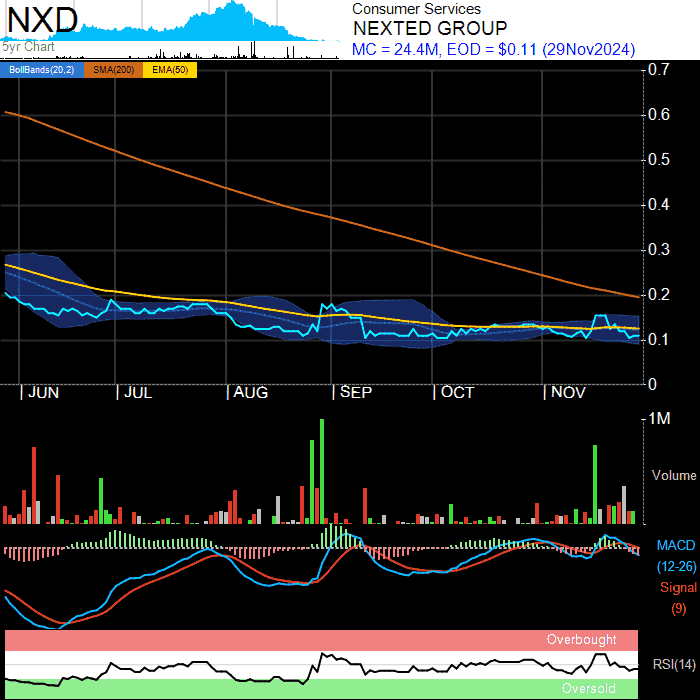 NXD
5yr Chart
Consumer Services
NEXTED GROUP
MC = 24.4M, EOD = $0.11 (29Nov2024)
BollBands(20,2) SMA(200) EMA(50)
0.7
0.6
0.5
0.4
0.3
0.2
0.1
0
JUN JUL AUG SEP OCT NOV
1M
Volume
MACD
(12-26)
Signal
(9)
Overbought
RSI(14)
Oversold